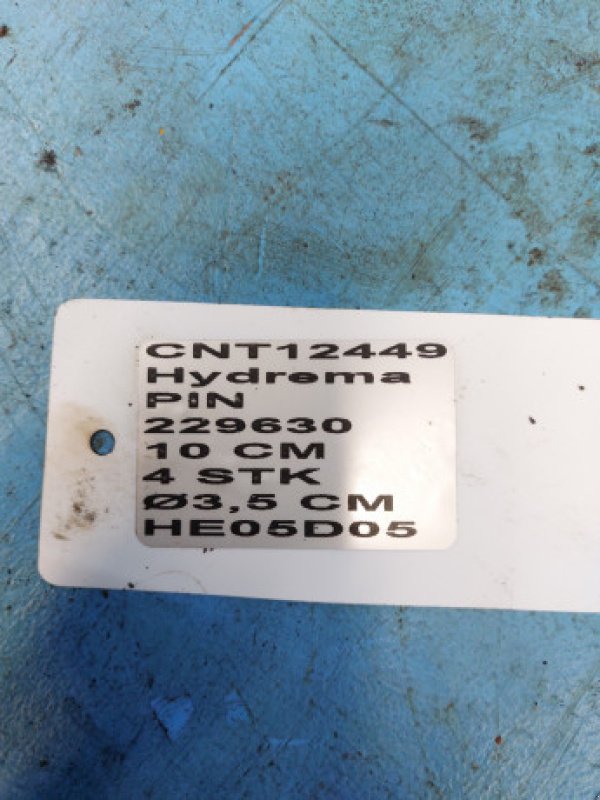 CNT12449
Hydrema
PIN
229630
10 CM
4 STK
Ø3,5 CM
HE05D05